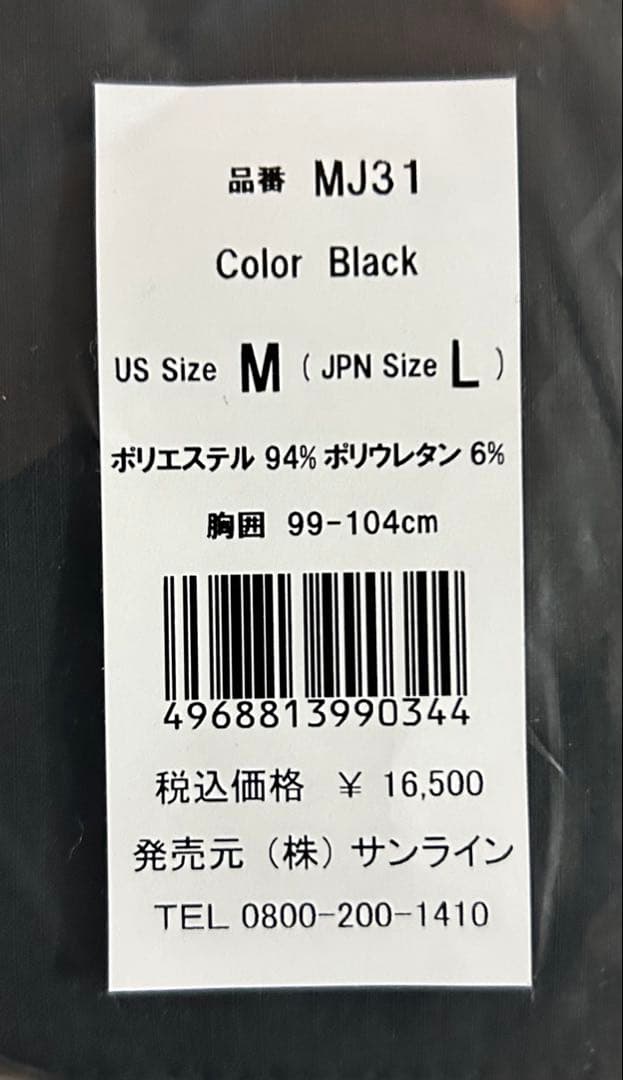 品番 MJ31
Color Black
US Size M ( JPN Size L )
ポリエステル 94% ポリウレタン 6%
胸囲 99-104cm
4968813990344
税込価格 ¥ 16,500
発売元（株）サンライン
TEL 0800-200-1410